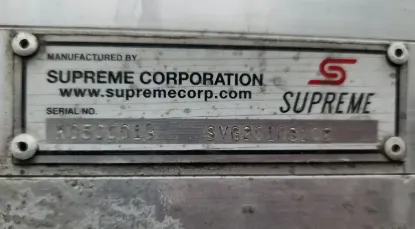 MANUFACTURED BY
SUPREME CORPORATION
www.supremecorp.com
SUPREME
SERIAL NO.